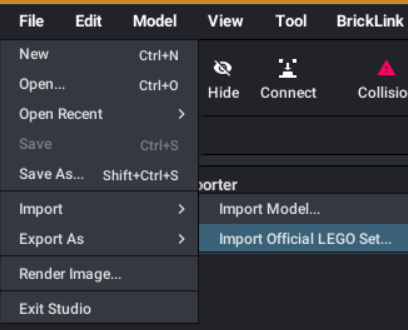 File Edit Model View Tool BrickLink
New Ctrl+N
Open... Ctrl+O
Open Recent
Save Ctrl+S
Save As... Shift+Ctrl+S
Import
Export As
Render Image...
Exit Studio
Hide Connect Collisio
porter
Import Model...
Import Official LEGO Set...